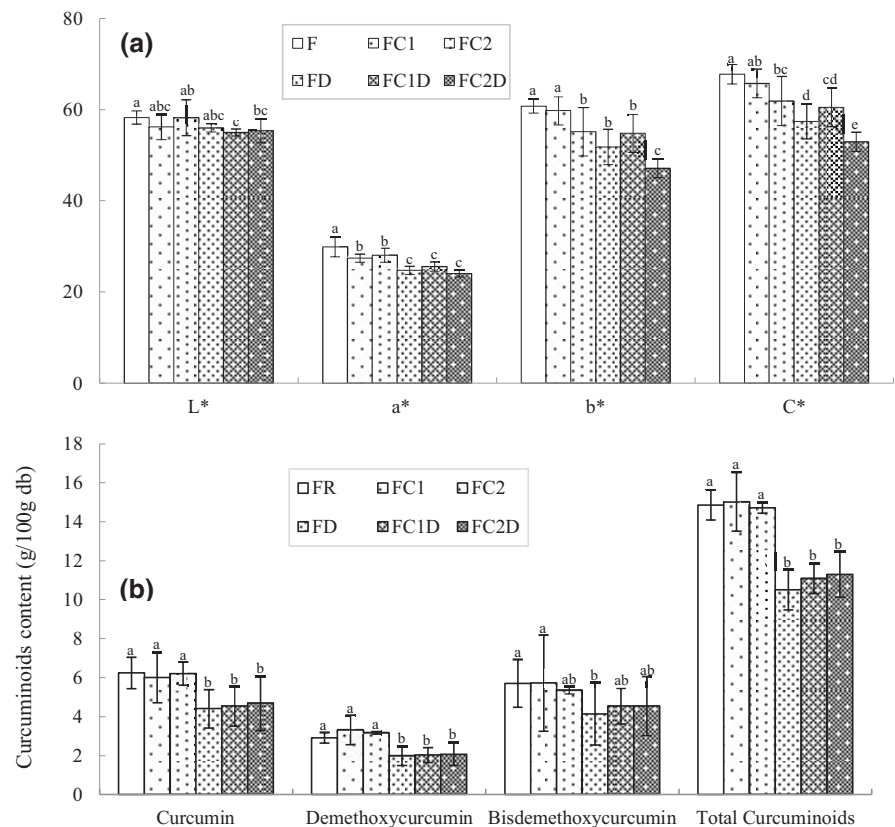 80
(a)
F FC1 FC2
FD FC1D FC2D
a abc ab abc c bc
a b b c c c
a a b b b c
a ab bc d cd e
60
40
20
0
L* a* b* C*
Curcuminoids content (g/100g db)
18
16
14
12
10
8
6
4
2
0
FR FC1 FC2
FD FC1D FC2D
(b)
a a a b b b
a a a b b b
a a ab b ab ab
a a a b b b
Curcumin Demethoxycurcumin Bisdemethoxycurcumin Total Curcuminoids